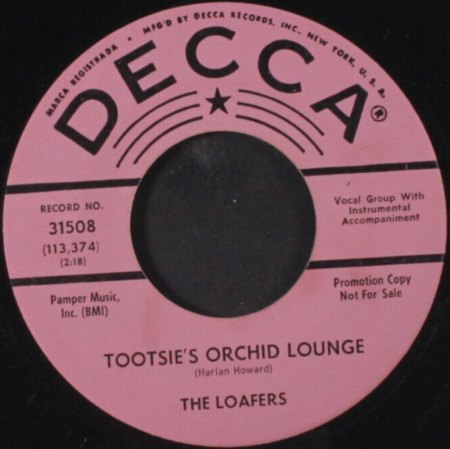 MARCA REGISTRADA • MFG'D BY DECCA RECORDS, INC., NEW YORK, U.S.A.
DECCA®
RECORD NO.
31508
(113,374)
(2:18)
Vocal Group With
Instrumental
Accompaniment
Pamper Music,
Inc. (BMI)
Promotion Copy
Not For Sale
TOOTSIE'S ORCHID LOUNGE
(Harlan Howard)
THE LOAFERS